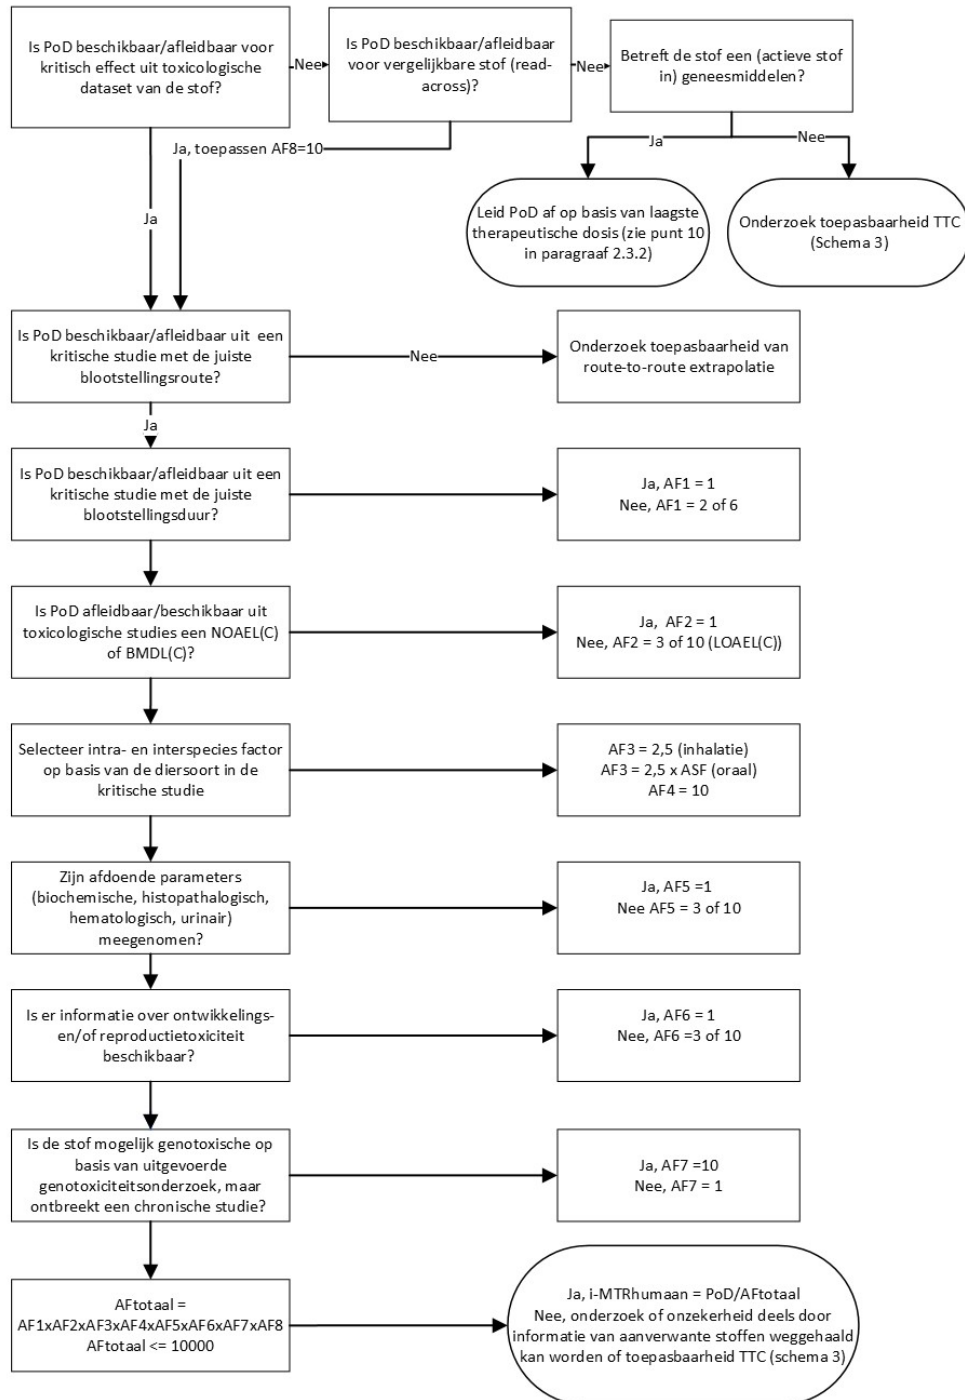 Is PoD beschikbaar/afleidbaar voor
kritisch effect uit toxicologische
dataset van de stof?
Nee
Is PoD beschikbaar/afleidbaar
voor vergelijkbare stof (read-
across)?
Nee
Betreft de stof een (actieve stof
in) geneesmiddelen?
Ja, toepassen AF8=10
Ja
Nee
Ja
Leid PoD af op basis van laagste
therapeutische dosis (zie punt 10
in paragraaf 2.3.2)
Onderzoek toepasbaarheid TTC
(Schema 3)
Is PoD beschikbaar/afleidbaar uit een
kritische studie met de juiste
blootstellingsroute?
Nee
Onderzoek toepasbaarheid van
route-to-route extrapolatie
Ja
Is PoD beschikbaar/afleidbaar uit een
kritische studie met de juiste
blootstellingsduur?
Ja, AF1 = 1
Nee, AF1 = 2 of 6
Is PoD afleidbaar/beschikbaar uit
toxicologische studies een NOAEL(C)
of BMDL(C)?
Ja, AF2 = 1
Nee, AF2 = 3 of 10 (LOAEL(C))
Selecteer intra- en interspecies factor
op basis van de diersoort in de
kritische studie
AF3 = 2,5 (inhalatie)
AF3 = 2,5 x ASF (oraal)
AF4 = 10
Zijn afdoende parameters
(biochemische, histopathalogisch,
hematologisch, urinair)
meegenomen?
Ja, AF5 =1
Nee AF5 = 3 of 10
Is er informatie over ontwikkelings-
en/of reproductietoxiciteit
beschikbaar?
Ja, AF6 = 1
Nee, AF6 =3 of 10
Is de stof mogelijk genotoxische op
basis van uitgevoerde
genotoxiciteitsonderzoek, maar
ontbreekt een chronische studie?
Ja, AF7 =10
Nee, AF7 = 1
AFtotaal =
AF1xAF2xAF3xAF4xAF5xAF6xAF7xAF8
AFtotaal <= 10000
Ja, i-MTRhumaan = PoD/AFtotaal
Nee, onderzoek of onzekerheid deels door
informatie van aanverwante stoffen weggehaald
kan worden of toepasbaarheid TTC (schema 3)